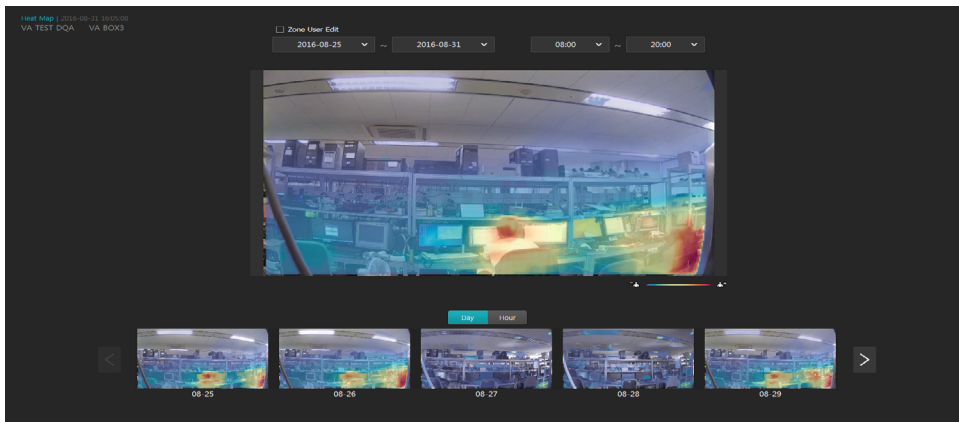 Heat Map | 2016-08-31 16:05:08
VA TEST DQA VA BOX3
Zone User Edit
2016-08-25 ~ 2016-08-31 08:00 ~ 20:00
Day Hour
08-25 08-26 08-27 08-28 08-29